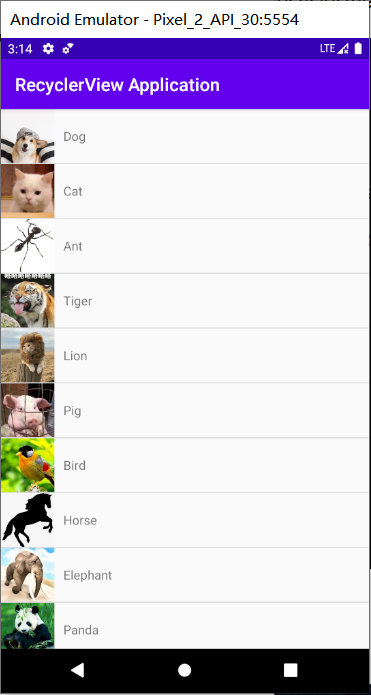 Android Emulator - Pixel_2_API_30:5554
3:14 LTE
RecyclerView Application
Dog
Cat
Ant
Tiger
Lion
Pig
Bird
Horse
Elephant
Panda